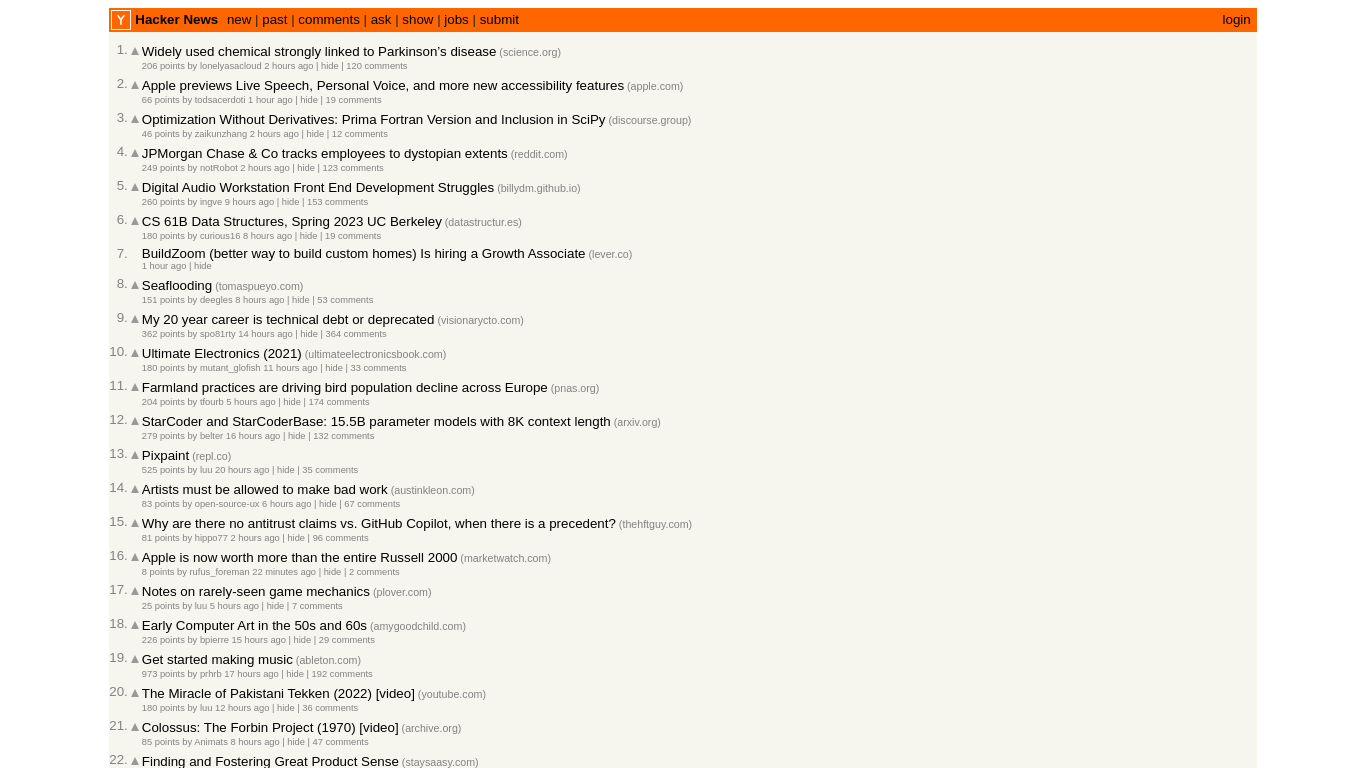 Y Hacker News new | past | comments | ask | show | jobs | submit login
1. ▲ Widely used chemical strongly linked to Parkinson's disease (science.org)
206 points by lonelyasacloud 2 hours ago | hide | 120 comments
2. ▲ Apple previews Live Speech, Personal Voice, and more new accessibility features (apple.com)
66 points by todsacerdoti 1 hour ago | hide | 19 comments
3. ▲ Optimization Without Derivatives: Prima Fortran Version and Inclusion in SciPy (discourse.group)
46 points by zaikunzhang 2 hours ago | hide | 12 comments
4. ▲ JPMorgan Chase & Co tracks employees to dystopian extents (reddit.com)
249 points by notRobot 2 hours ago | hide | 123 comments
5. ▲ Digital Audio Workstation Front End Development Struggles (billydm.github.io)
260 points by ingve 9 hours ago | hide | 153 comments
6. ▲ CS 61B Data Structures, Spring 2023 UC Berkeley (datastructur.es)
180 points by curious16 8 hours ago | hide | 19 comments
7. BuildZoom (better way to build custom homes) Is hiring a Growth Associate (lever.co)
1 hour ago | hide
8. ▲ Seaflooding (tomaspueyo.com)
151 points by deegles 8 hours ago | hide | 53 comments
9. ▲ My 20 year career is technical debt or deprecated (visionarycto.com)
362 points by spo81rty 14 hours ago | hide | 364 comments
10. ▲ Ultimate Electronics (2021) (ultimateelectronicsbook.com)
180 points by mutant_glofish 11 hours ago | hide | 33 comments
11. ▲ Farmland practices are driving bird population decline across Europe (pnas.org)
204 points by tfourb 5 hours ago | hide | 174 comments
12. ▲ StarCoder and StarCoderBase: 15.5B parameter models with 8K context length (arxiv.org)
279 points by belter 16 hours ago | hide | 132 comments
13. ▲ Pixpaint (repl.co)
525 points by luu 20 hours ago | hide | 35 comments
14. ▲ Artists must be allowed to make bad work (austinkleon.com)
83 points by open-source-ux 6 hours ago | hide | 67 comments
15. ▲ Why are there no antitrust claims vs. GitHub Copilot, when there is a precedent? (thehftguy.com)
81 points by hippo77 2 hours ago | hide | 96 comments
16. ▲ Apple is now worth more than the entire Russell 2000 (marketwatch.com)
8 points by rufus_foreman 22 minutes ago | hide | 2 comments
17. ▲ Notes on rarely-seen game mechanics (plover.com)
25 points by luu 5 hours ago | hide | 7 comments
18. ▲ Early Computer Art in the 50s and 60s (amygoodchild.com)
226 points by bpierre 15 hours ago | hide | 29 comments
19. ▲ Get started making music (ableton.com)
973 points by prhrb 17 hours ago | hide | 192 comments
20. ▲ The Miracle of Pakistani Tekken (2022) [video] (youtube.com)
180 points by luu 12 hours ago | hide | 36 comments
21. ▲ Colossus: The Forbin Project (1970) [video] (archive.org)
85 points by Animats 8 hours ago | hide | 47 comments
22. ▲ Finding and Fostering Great Product Sense (staysaasy.com)